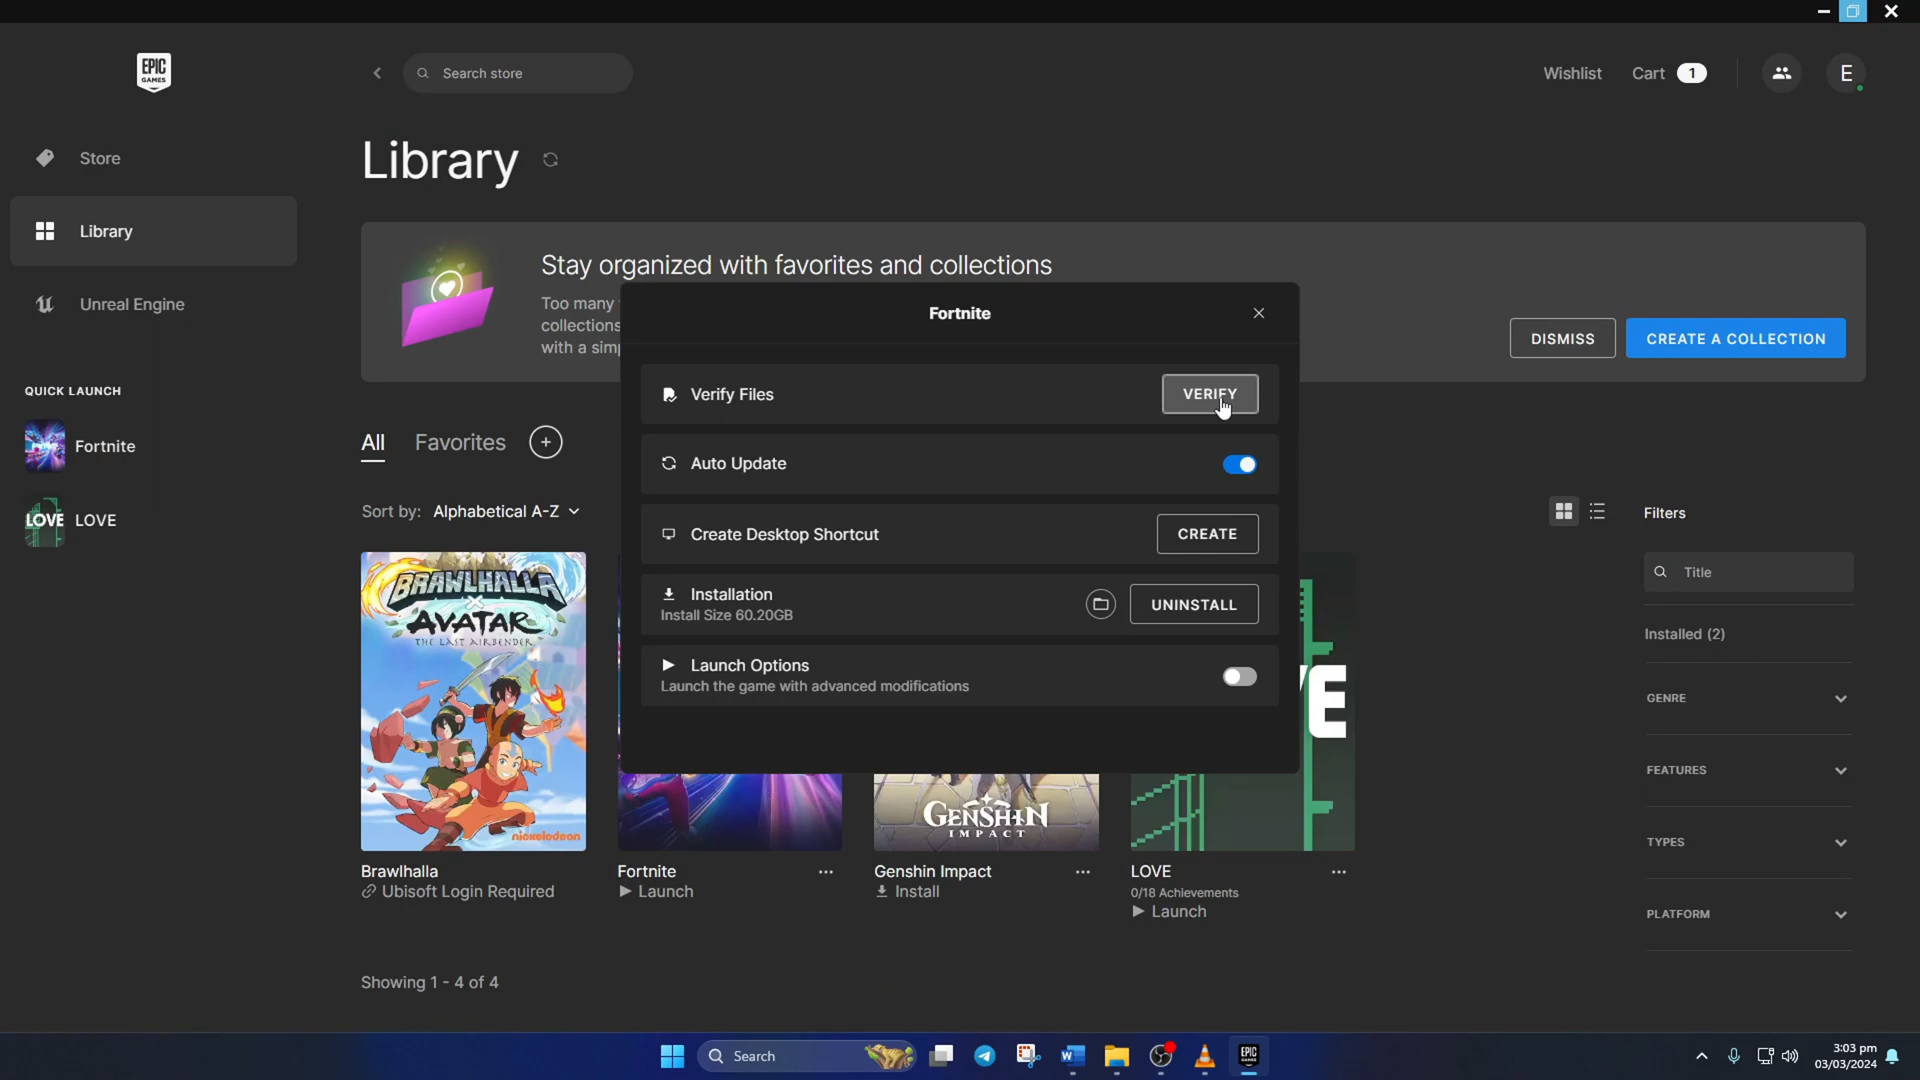 EPIC
GAMES
Search store
Wishlist
Cart 1
E
Store
Library
Unreal Engine
QUICK LAUNCH
Fortnite
LOVE LOVE
Library
Stay organized with favorites and collections
Too many
collections
with a
DISMISS
CREATE A COLLECTION
Fortnite
Verify Files
VERIFY
Auto Update
Create Desktop Shortcut
CREATE
Installation
Install Size 60.20GB
UNINSTALL
Launch Options
Launch the game with advanced modifications
All
Favorites
Sort by: Alphabetical A-Z
BRAWLHALLA
X
AVATAR
THE LAST AIRBENDER
nickelodeon
GENSHIN
IMPACT
VE
Brawlhalla
Ubisoft Login Required
Fortnite
Launch
Genshin Impact
Install
LOVE
0/18 Achievements
Launch
Showing 1 - 4 of 4
Filters
Title
Installed (2)
GENRE
FEATURES
TYPES
PLATFORM
Search
EPIC
GAMES
3:03 pm
03/03/2024